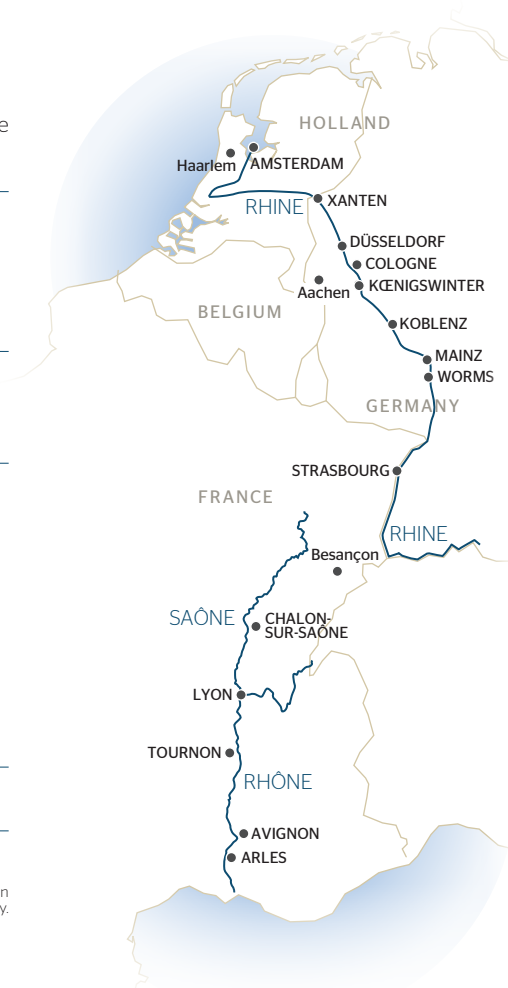 e
HOLLAND
Haarlem
AMSTERDAM
RHINE
XANTEN
DÜSSELDORF
COLOGNE
Aachen
KŒNIGSWINTER
BELGIUM
KOBLENZ
MAINZ
WORMS
GERMANY
STRASBOURG
FRANCE
RHINE
Besançon
SAÔNE
CHALON-
SUR-SAÔNE
LYON
TOURNON
RHÔNE
AVIGNON
ARLES
n
y.